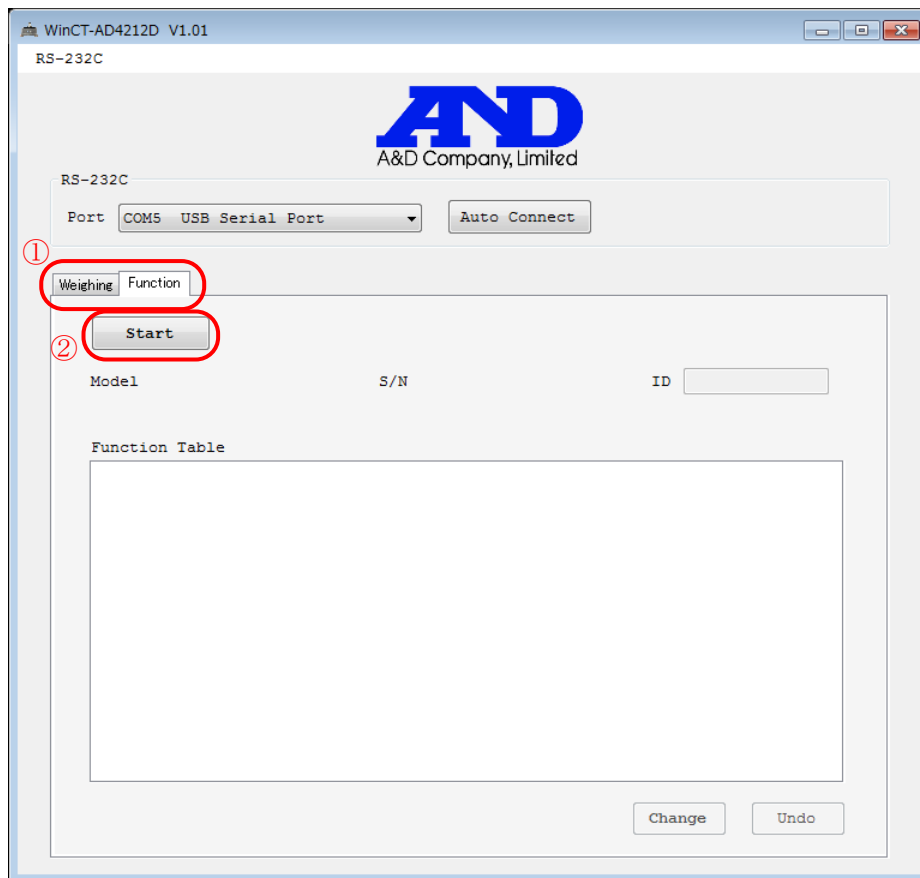 WinCT-AD4212D V1.01
RS-232C
AND
A&D Company, Limited
RS-232C
Port COM5 USB Serial Port Auto Connect
①
Weighing Function
② Start
Model S/N ID
Function Table
Change Undo